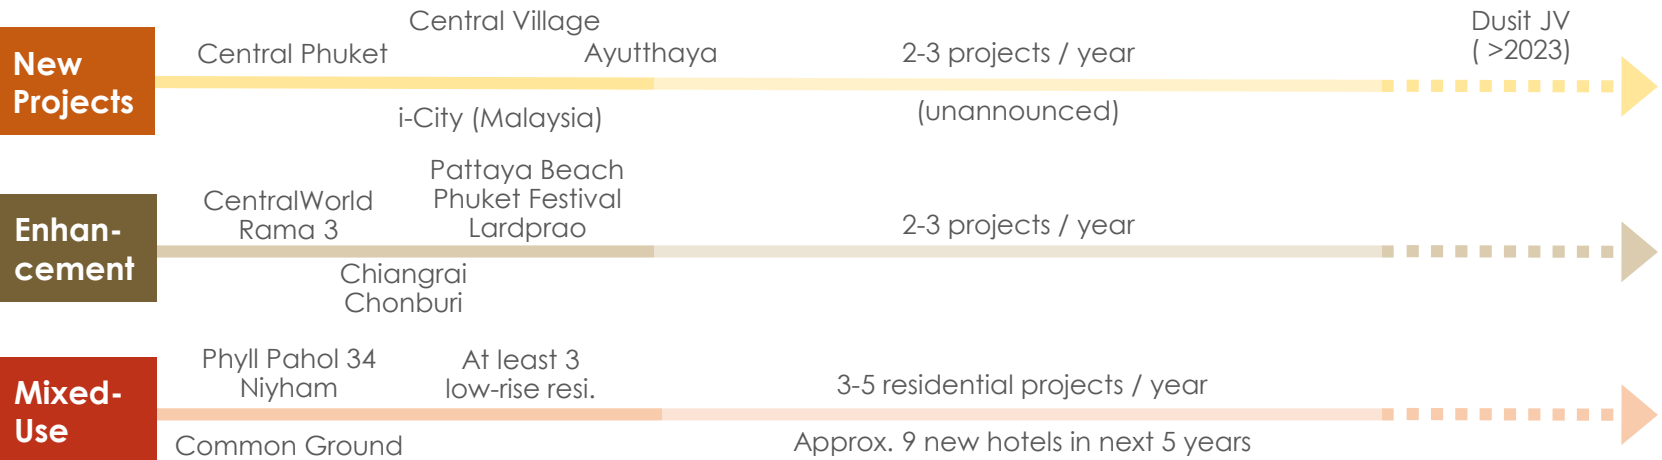 New
Projects
Central Phuket
Central Village
Ayutthaya
i-City (Malaysia)
2-3 projects / year
(unannounced)
Dusit JV
( >2023)
Enhan-
cement
CentralWorld
Rama 3
Pattaya Beach
Phuket Festival
Lardprao
Chiangrai
Chonburi
2-3 projects / year
Mixed-
Use
Phyll Pahol 34
Niyham
At least 3
low-rise resi.
Common Ground
3-5 residential projects / year
Approx. 9 new hotels in next 5 years